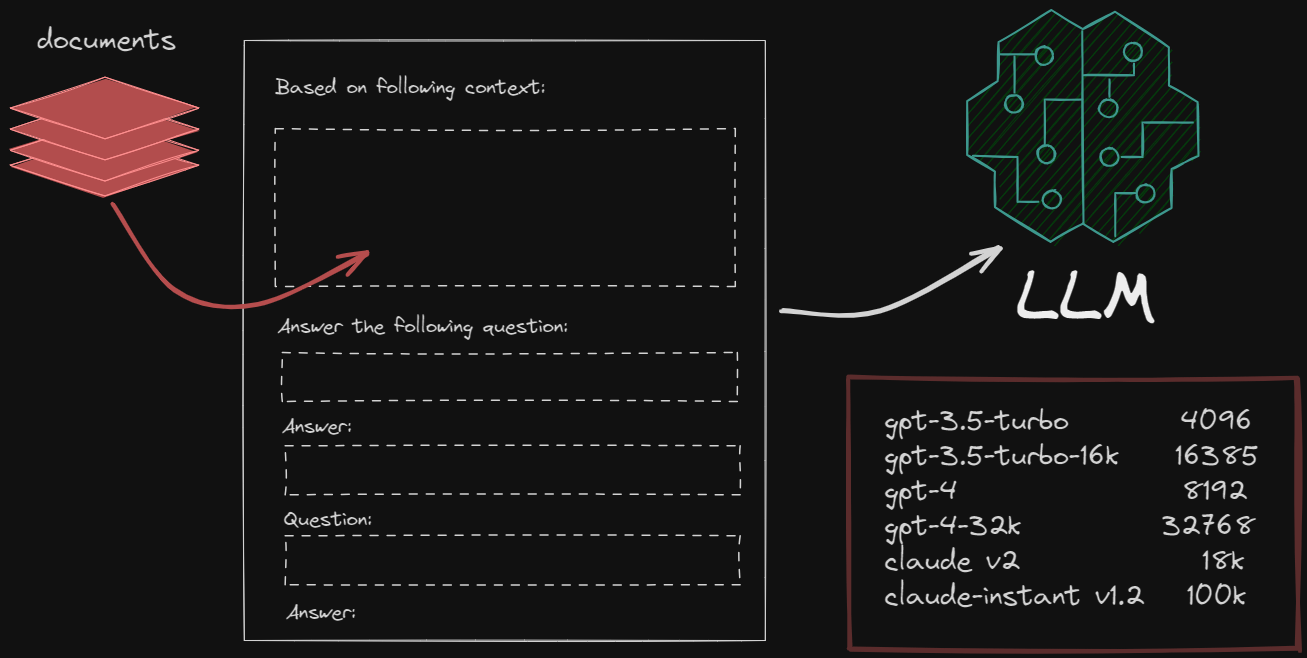 documents
Based on following context:
Answer the following question:
Answer:
Question:
Answer:
LLM
gpt-3.5-turbo 4096
gpt-3.5-turbo-16k 16385
gpt-4 8192
gpt-4-32k 32768
claude v2 18k
claude-instant v1.2 100k